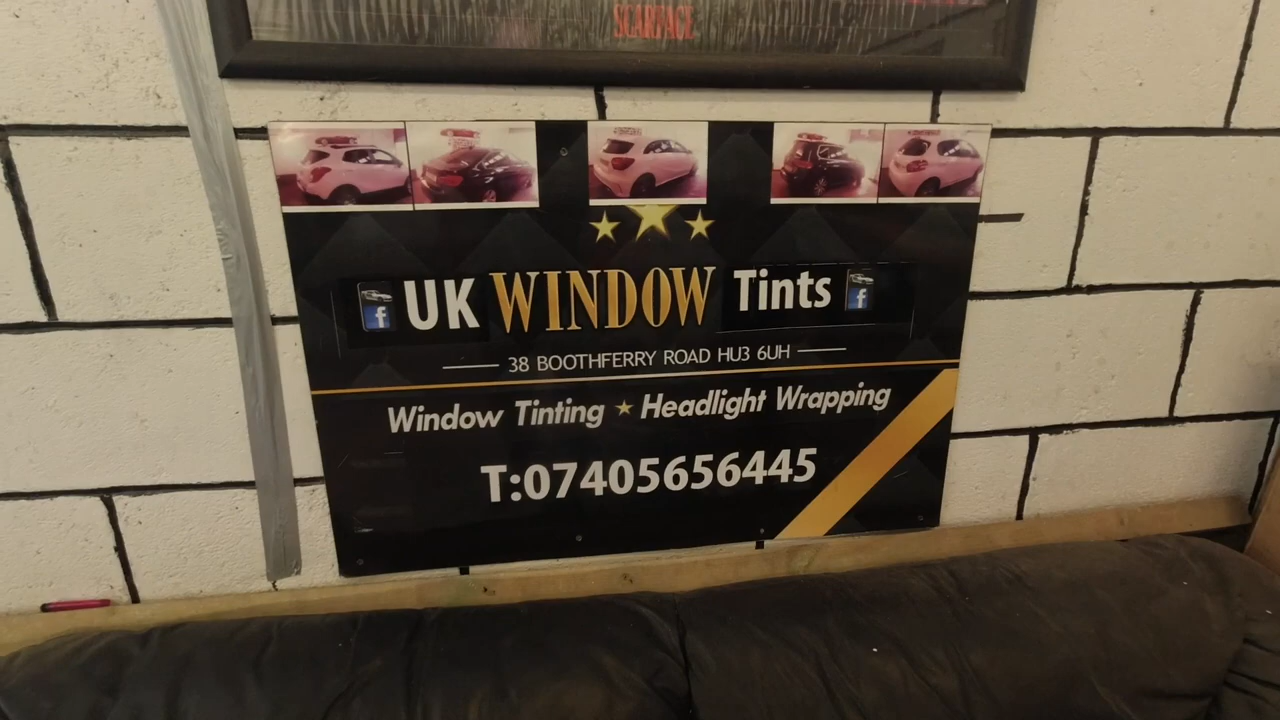 SCARFACE
UK WINDOW Tints
38 BOOTHFERRY ROAD HU3 6UH
Window Tinting ★ Headlight Wrapping
T:07405656445